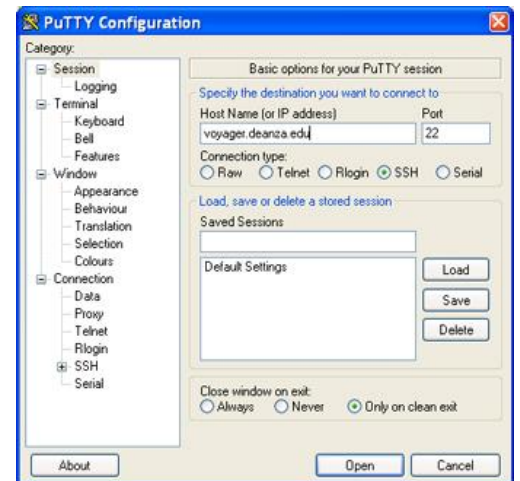 PuTTY Configuration
Category:
Session
Logging
Terminal
Keyboard
Bell
Features
Window
Appearance
Behaviour
Translation
Selection
Colours
Connection
Data
Proxy
Telnet
Rlogin
SSH
Serial
Basic options for your PuTTY session
Specify the destination you want to connect to
Host Name (or IP address) Port
voyager.deanza.edu 22
Connection type:
Raw Telnet Rlogin SSH Serial
Load, save or delete a stored session
Saved Sessions
Default Settings
Load
Save
Delete
Close window on exit:
Always Never Only on clean exit
About Open Cancel